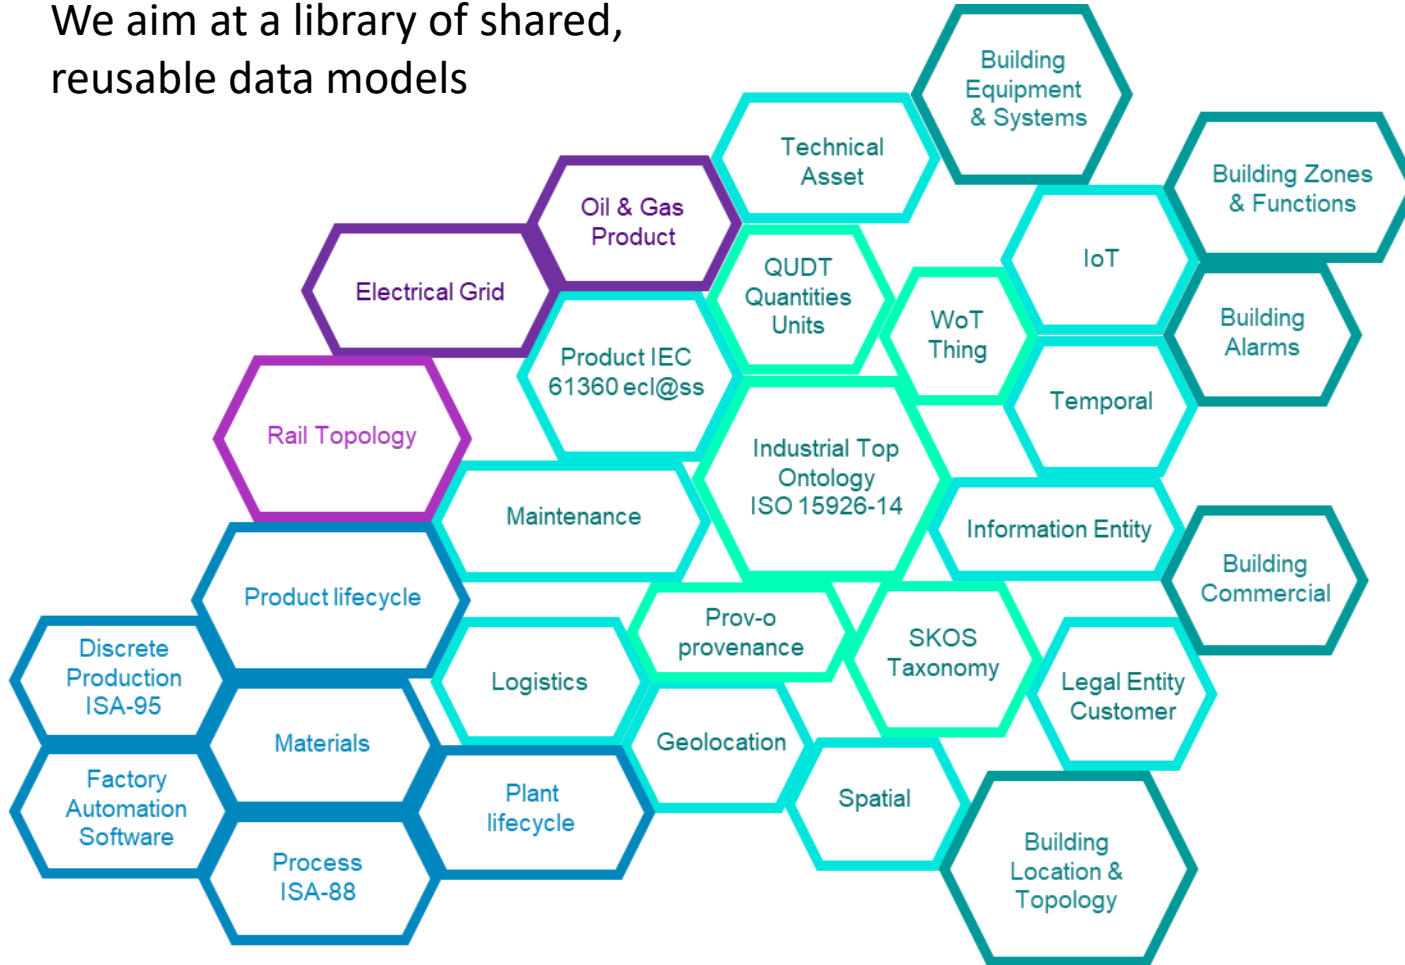 We aim at a library of shared,
reusable data models
Building
Equipment
& Systems
Technical
Asset
Building Zones
& Functions
Oil & Gas
Product
IoT
QUDT
Quantities
Units
Electrical Grid
WoT
Thing
Building
Alarms
Product IEC
61360 ecl@ss
Temporal
Rail Topology
Industrial Top
Ontology
ISO 15926-14
Maintenance
Information Entity
Building
Commercial
Product lifecycle
Prov-o
provenance
SKOS
Taxonomy
Discrete
Production
ISA-95
Logistics
Legal Entity
Customer
Materials
Geolocation
Factory
Automation
Software
Plant
lifecycle
Spatial
Process
ISA-88
Building
Location &
Topology